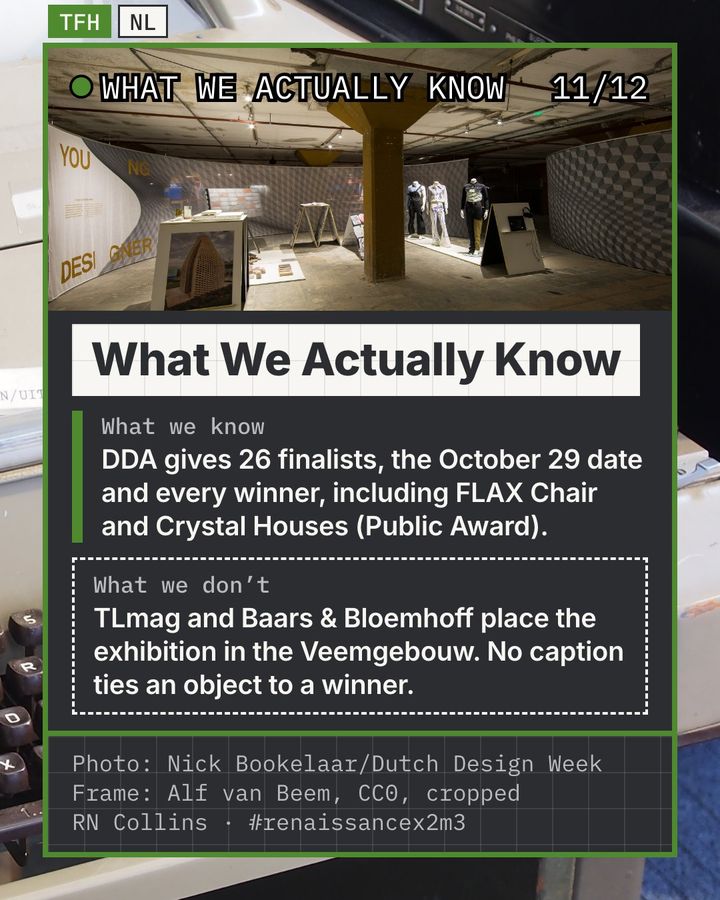 TFH NL
WHAT WE ACTUALLY KNOW 11/12
YOU NG
DESI GNER
What We Actually Know
What we know
DDA gives 26 finalists, the October 29 date
and every winner, including FLAX Chair
and Crystal Houses (Public Award).
What we don’t
TLmag and Baars & Bloemhoff place the
exhibition in the Veemgebouw. No caption
ties an object to a winner.
Photo: Nick Bookelaar/Dutch Design Week
Frame: Alf van Beem, CC0, cropped
RN Collins · #renaissancex2m3
N/UIT
5
R
D
X